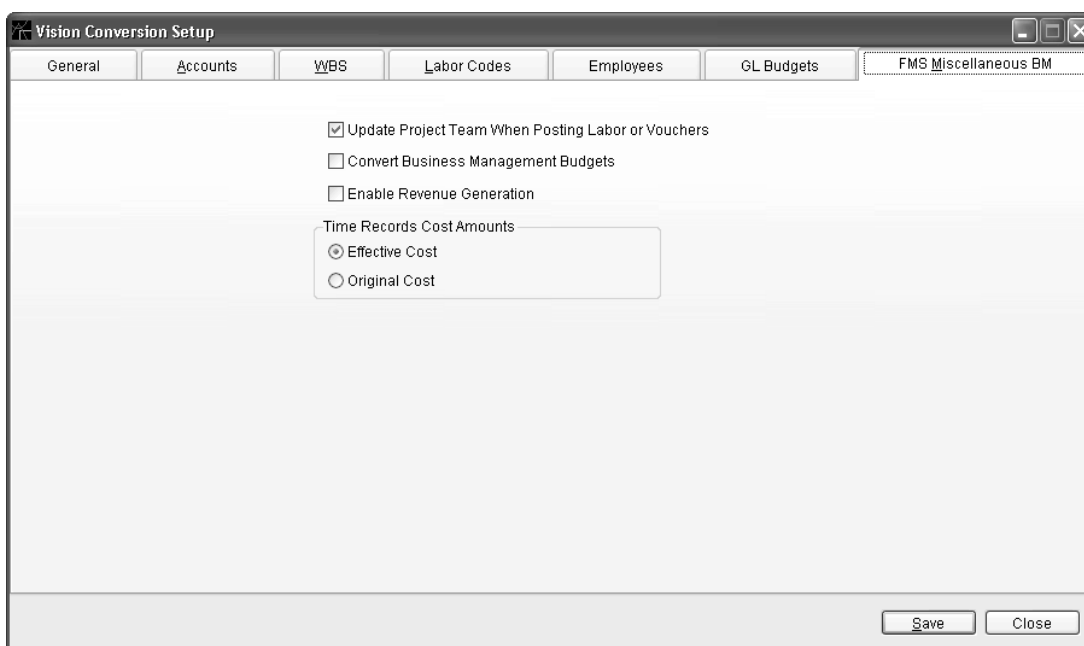 Vision Conversion Setup
General Accounts WBS Labor Codes Employees GL Budgets FMS Miscellaneous BM
Update Project Team When Posting Labor or Vouchers
Convert Business Management Budgets
Enable Revenue Generation
Time Records Cost Amounts
Effective Cost
Original Cost
Save Close